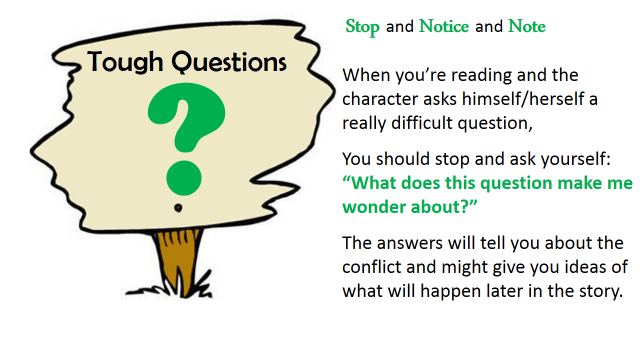 Tough Questions
?
Stop and Notice and Note
When you're reading and the
character asks himself/herself a
really difficult question,
You should stop and ask yourself:
“What does this question make me
wonder about?”
The answers will tell you about the
conflict and might give you ideas of
what will happen later in the story.